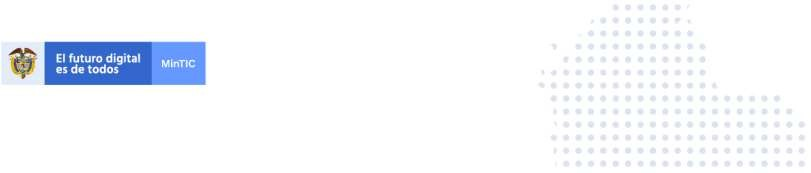 El futuro digital
es de todos
MinTIC